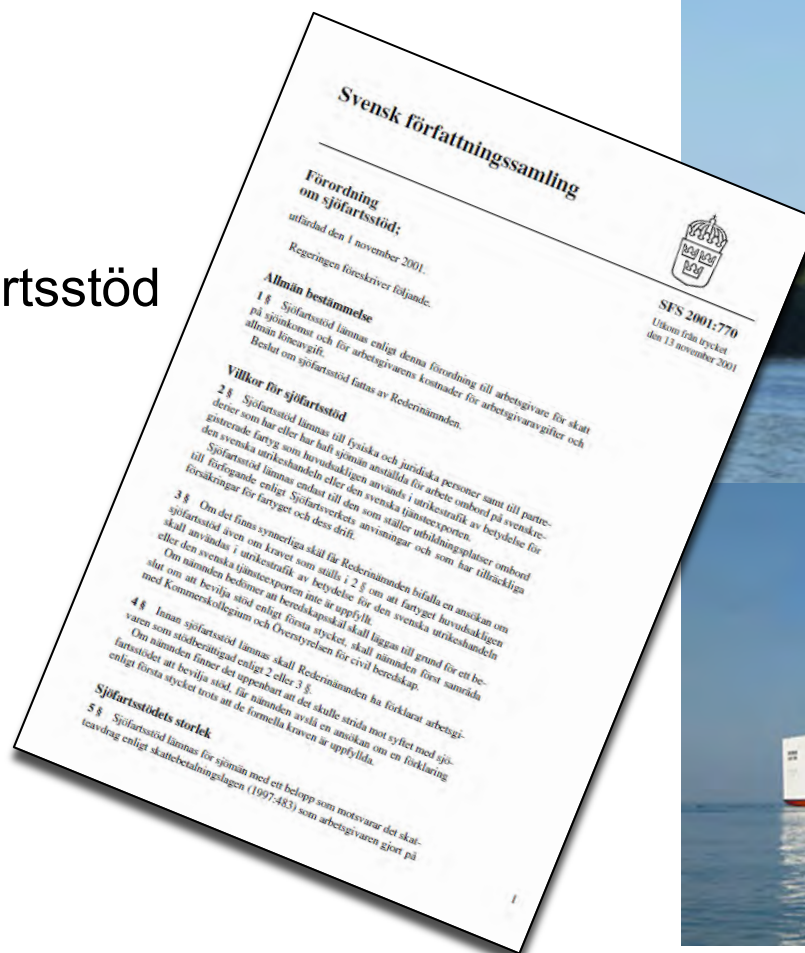 rtsstöd
Svensk författningssamling
Förordning
om sjöfartsstöd;
utfärdad den 1 november 2001.
Regeringen föreskriver följande.
SFS 2001:770
Utkom från trycket
den 13 november 2001
Allmän bestämmelse
1 § Sjöfartsstöd lämnas enligt denna förordning till arbetsgivare för skatt
på sjöinkomst och för arbetsgivarens kostnader för arbetsgivaravgifter och
allmän löneavgift.
Beslut om sjöfartsstöd fattas av Rederinämnden.
Villkor för sjöfartsstöd
2 § Sjöfartsstöd lämnas till fysiska och juridiska personer samt till partre-
derier som har eller har haft sjömän anställda för arbete ombord på svenskre-
gistrerade fartyg som huvudsakligen används i utrikestrafik av betydelse för
den svenska utrikeshandeln eller den svenska tjänsteexporten.
Sjöfartsstöd lämnas endast till den som ställer utbildningsplatser ombord
till förfogande enligt Sjöfartsverkets anvisningar och som har tillräckliga
försäkringar för fartyget och dess drift.
3 § Om det finns synnerliga skäl får Rederinämnden bifalla en ansökan om
sjöfartsstöd även om kravet som ställs i 2 § om att fartyget huvudsakligen
skall användas i utrikestrafik av betydelse för den svenska utrikeshandeln
eller den svenska tjänsteexporten inte är uppfyllt.
Om nämnden bedömer att beredskapsskäl skall läggas till grund för ett be-
slut om att bevilja stöd enligt första stycket, skall nämnden först samråda
med Kommerskollegium och Överstyrelsen för civil beredskap.
4 § Innan sjöfartsstöd lämnas skall Rederinämnden ha förklarat arbetsgi-
varen som stödberättigad enligt 2 eller 3 §.
Om nämnden finner det uppenbart att det skulle strida mot syftet med sjö-
fartsstödet att bevilja stöd, får nämnden avslå en ansökan om en förklaring
enligt första stycket trots att de formella kraven är uppfyllda.
Sjöfartsstödets storlek
5 § Sjöfartsstöd lämnas för sjömän med ett belopp som motsvarar det skat-
teavdrag enligt skattebetalningslagen (1997:483) som arbetsgivaren gjort på
1